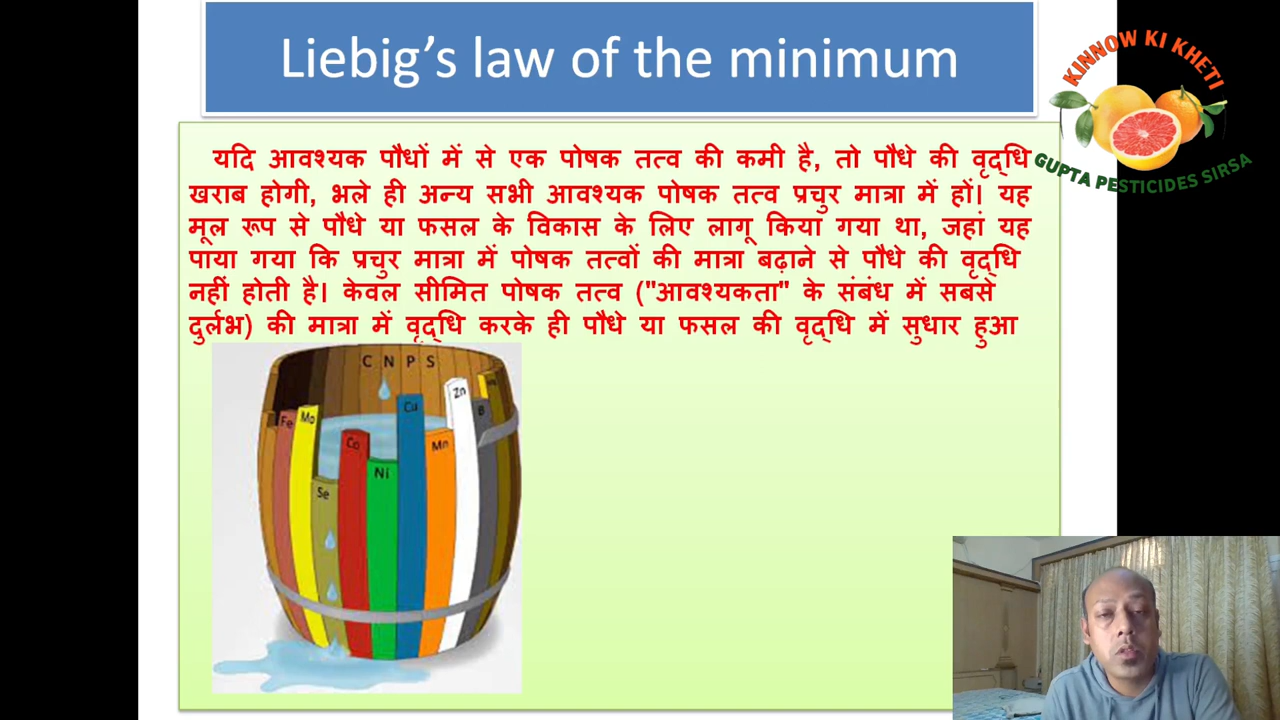 Liebig's law of the minimum
KINNOW KI KHETI
GUPTA PESTICIDES SIRSA
यदि आवश्यक पौधों में से एक पोषक तत्व की कमी है, तो पौधे की वृद्धि
खराब होगी, भले ही अन्य सभी आवश्यक पोषक तत्व प्रचुर मात्रा में हों। यह
मूल रूप से पौधे या फसल के विकास के लिए लागू किया गया था, जहां यह
पाया गया कि प्रचुर मात्रा में पोषक तत्वों की मात्रा बढ़ाने से पौधे की वृद्धि
नहीं होती है। केवल सीमित पोषक तत्व ("आवश्यकता" के संबंध में सबसे
दुर्लभ) की मात्रा में वृद्धि करके ही पौधे या फसल की वृद्धि में सुधार हुआ
C N P S
Fe
Mo
Se
Co
Ni
Cu
Mn
Zn
B